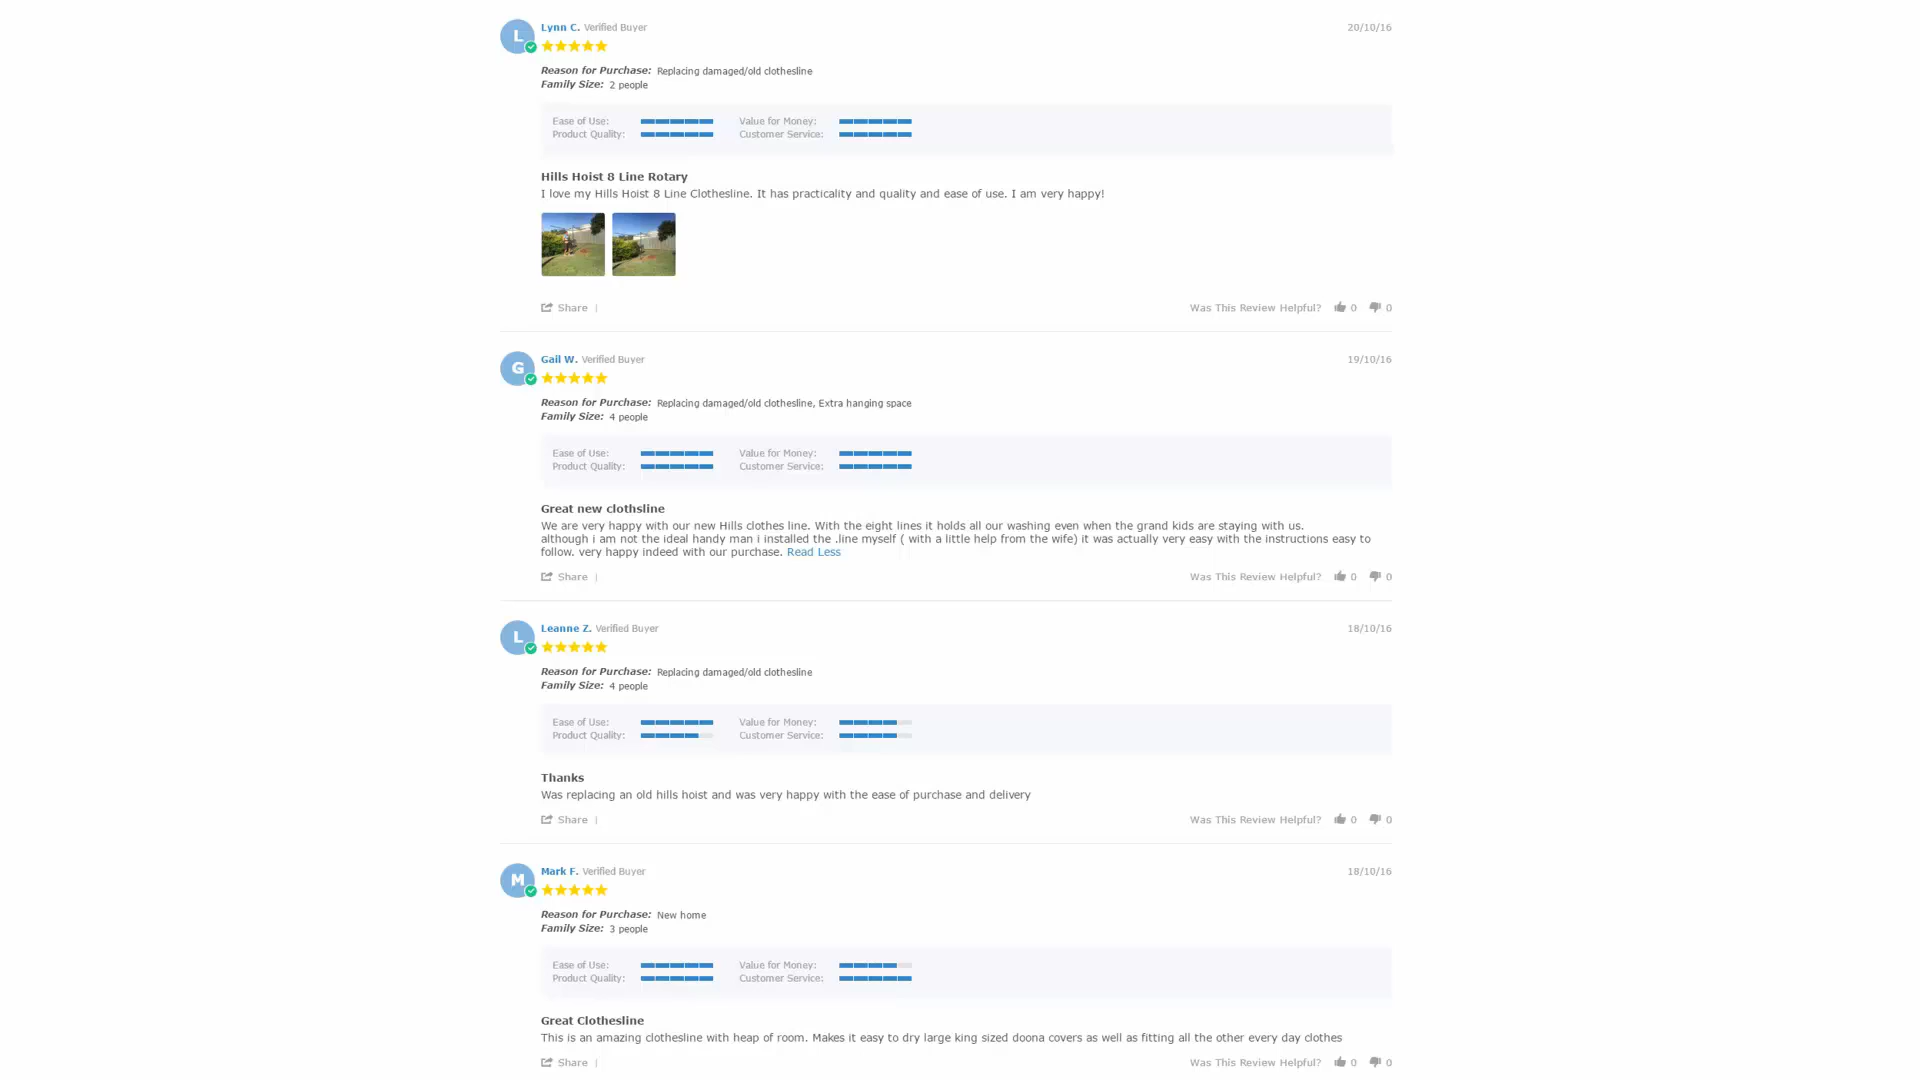 L
Lynn C. Verified Buyer 20/10/16
Reason for Purchase: Replacing damaged/old clothesline
Family Size: 2 people
Ease of Use: Value for Money:
Product Quality: Customer Service:
Hills Hoist 8 Line Rotary
I love my Hills Hoist 8 Line Clothesline. It has practicality and quality and ease of use. I am very happy!
Share | Was This Review Helpful? 0 0
G
Gail W. Verified Buyer 19/10/16
Reason for Purchase: Replacing damaged/old clothesline, Extra hanging space
Family Size: 4 people
Ease of Use: Value for Money:
Product Quality: Customer Service:
Great new clothsline
We are very happy with our new Hills clothes line. With the eight lines it holds all our washing even when the grand kids are staying with us.
although i am not the ideal handy man i installed the .line myself ( with a little help from the wife) it was actually very easy with the instructions easy to
follow. very happy indeed with our purchase. Read Less
Share | Was This Review Helpful? 0 0
L
Leanne Z. Verified Buyer 18/10/16
Reason for Purchase: Replacing damaged/old clothesline
Family Size: 4 people
Ease of Use: Value for Money:
Product Quality: Customer Service:
Thanks
Was replacing an old hills hoist and was very happy with the ease of purchase and delivery
Share | Was This Review Helpful? 0 0
M
Mark F. Verified Buyer 18/10/16
Reason for Purchase: New home
Family Size: 3 people
Ease of Use: Value for Money:
Product Quality: Customer Service:
Great Clothesline
This is an amazing clothesline with heap of room. Makes it easy to dry large king sized doona covers as well as fitting all the other every day clothes
Share | Was This Review Helpful? 0 0